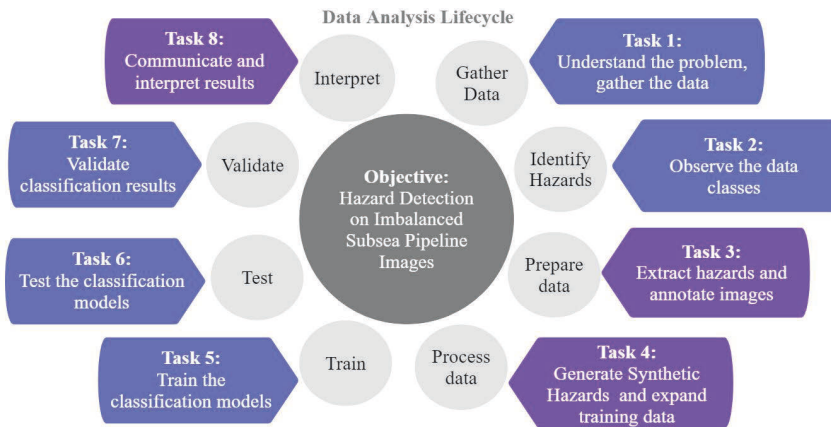 Data Analysis Lifecycle
Task 8:
Communicate and
interpret results
Interpret
Gather
Data
Task 1:
Understand the problem,
gather the data
Task 7:
Validate
classification results
Validate
Objective:
Hazard Detection
on Imbalanced
Subsea Pipeline
Images
Identify
Hazards
Task 2:
Observe the data
classes
Task 6:
Test the classification
models
Test
Prepare
data
Task 3:
Extract hazards and
annotate images
Task 5:
Train the
classification models
Train
Process
data
Task 4:
Generate Synthetic
Hazards and expand
training data